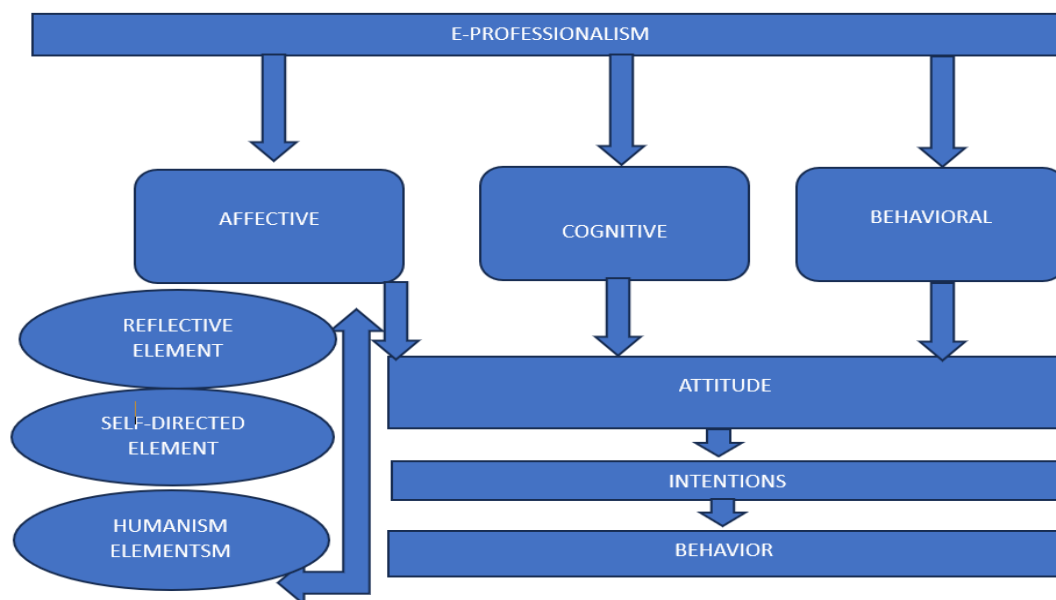 E-PROFESSIONALISM
AFFECTIVE
COGNITIVE
BEHAVIORAL
REFLECTIVE
ELEMENT
SELF-DIRECTED
ELEMENT
HUMANISM
ELEMENTSM
ATTITUDE
INTENTIONS
BEHAVIOR